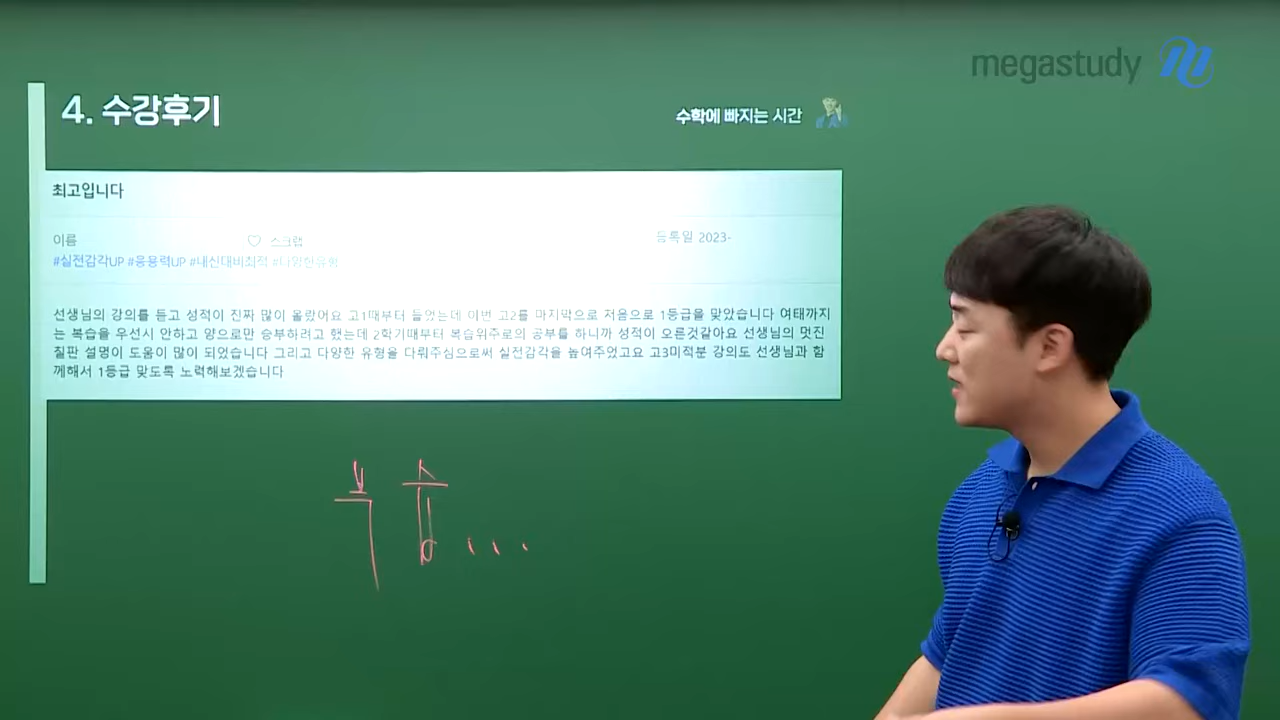 megastudy
4. 수강후기
수학에 빠지는 시간
최고입니다
이름
스크랩
등록일 2023-
#실전감각UP #응용력UP #내신대비최적 #다양한유형
선생님의 강의를 듣고 성적이 진짜 많이 올랐어요 고1때부터 들었는데 이번 고2를 마지막으로 처음으로 1등급을 맞았습니다 여태까지
는 복습을 우선시 안하고 양으로만 승부하려고 했는데 2학기때부터 복습위주로의 공부를 하니까 성적이 오른것같아요 선생님의 멋진
칠판 설명이 도움이 많이 되었습니다 그리고 다양한 유형을 다뤄주심으로써 실전감각을 높여주었고요 고3미적분 강의도 선생님과 함
께해서 1등급 맞도록 노력해보겠습니다